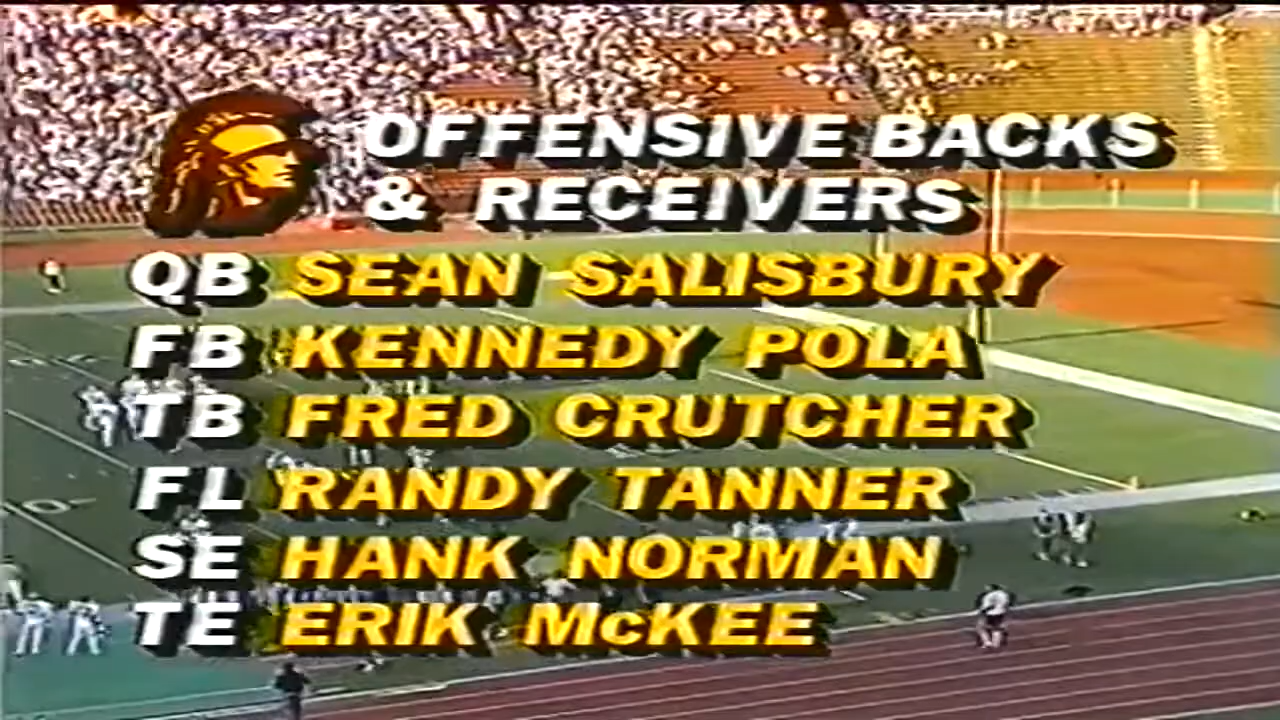 OFFENSIVE BACKS
& RECEIVERS
QB SEAN SALISBURY
FB KENNEDY POLA
TB FRED CRUTCHER
FL RANDY TANNER
SE HANK NORMAN
TE ERIK McKEE